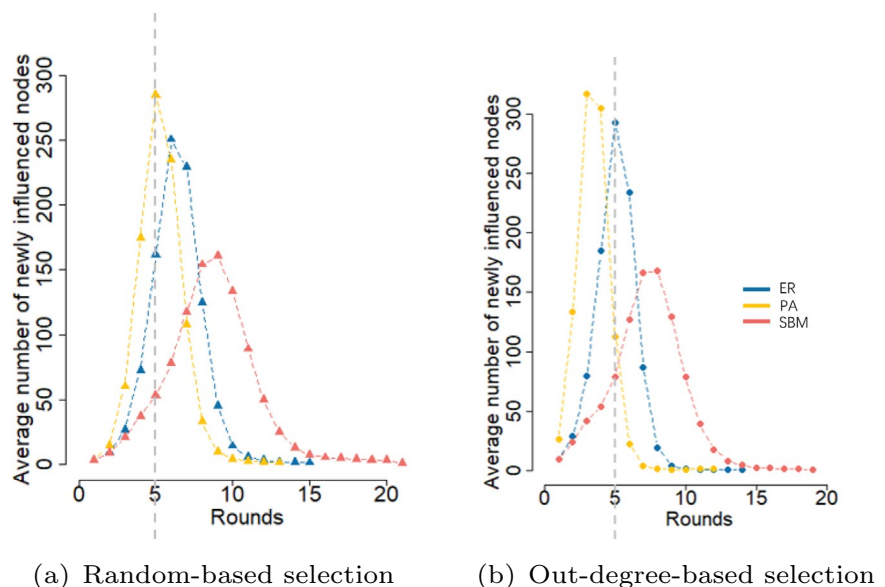 Average number of newly influenced nodes
300
250
200
150
100
50
0
0
5
10
15
20
Rounds
(a) Random-based selection
Average number of newly influenced nodes
300
250
200
150
100
50
0
0
5
10
15
20
Rounds
ER
PA
SBM
(b) Out-degree-based selection